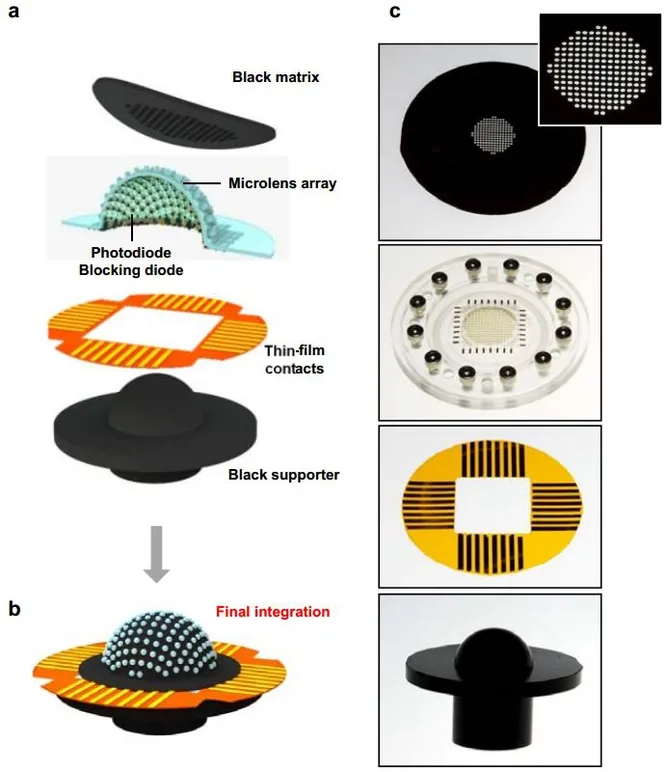 a
c
Black matrix
Microlens array
Photodiode
Blocking diode
Thin-film
contacts
Black supporter
b
Final integration